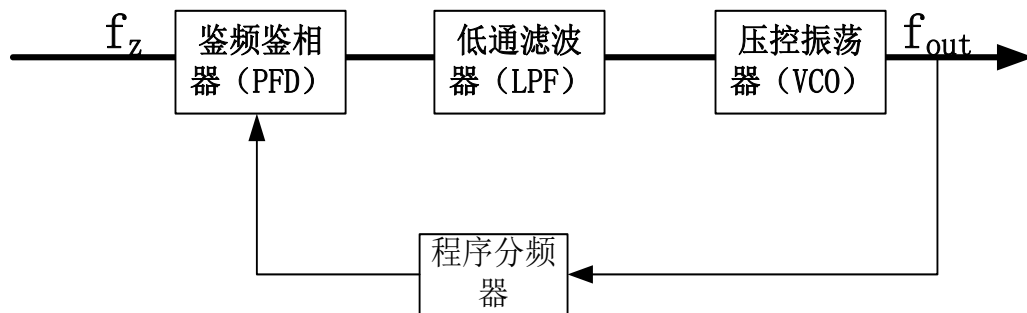 f_z
鉴频鉴相
器（PFD）
低通滤波
器（LPF）
压控振荡
器（VCO）
f_out
程序分频
器